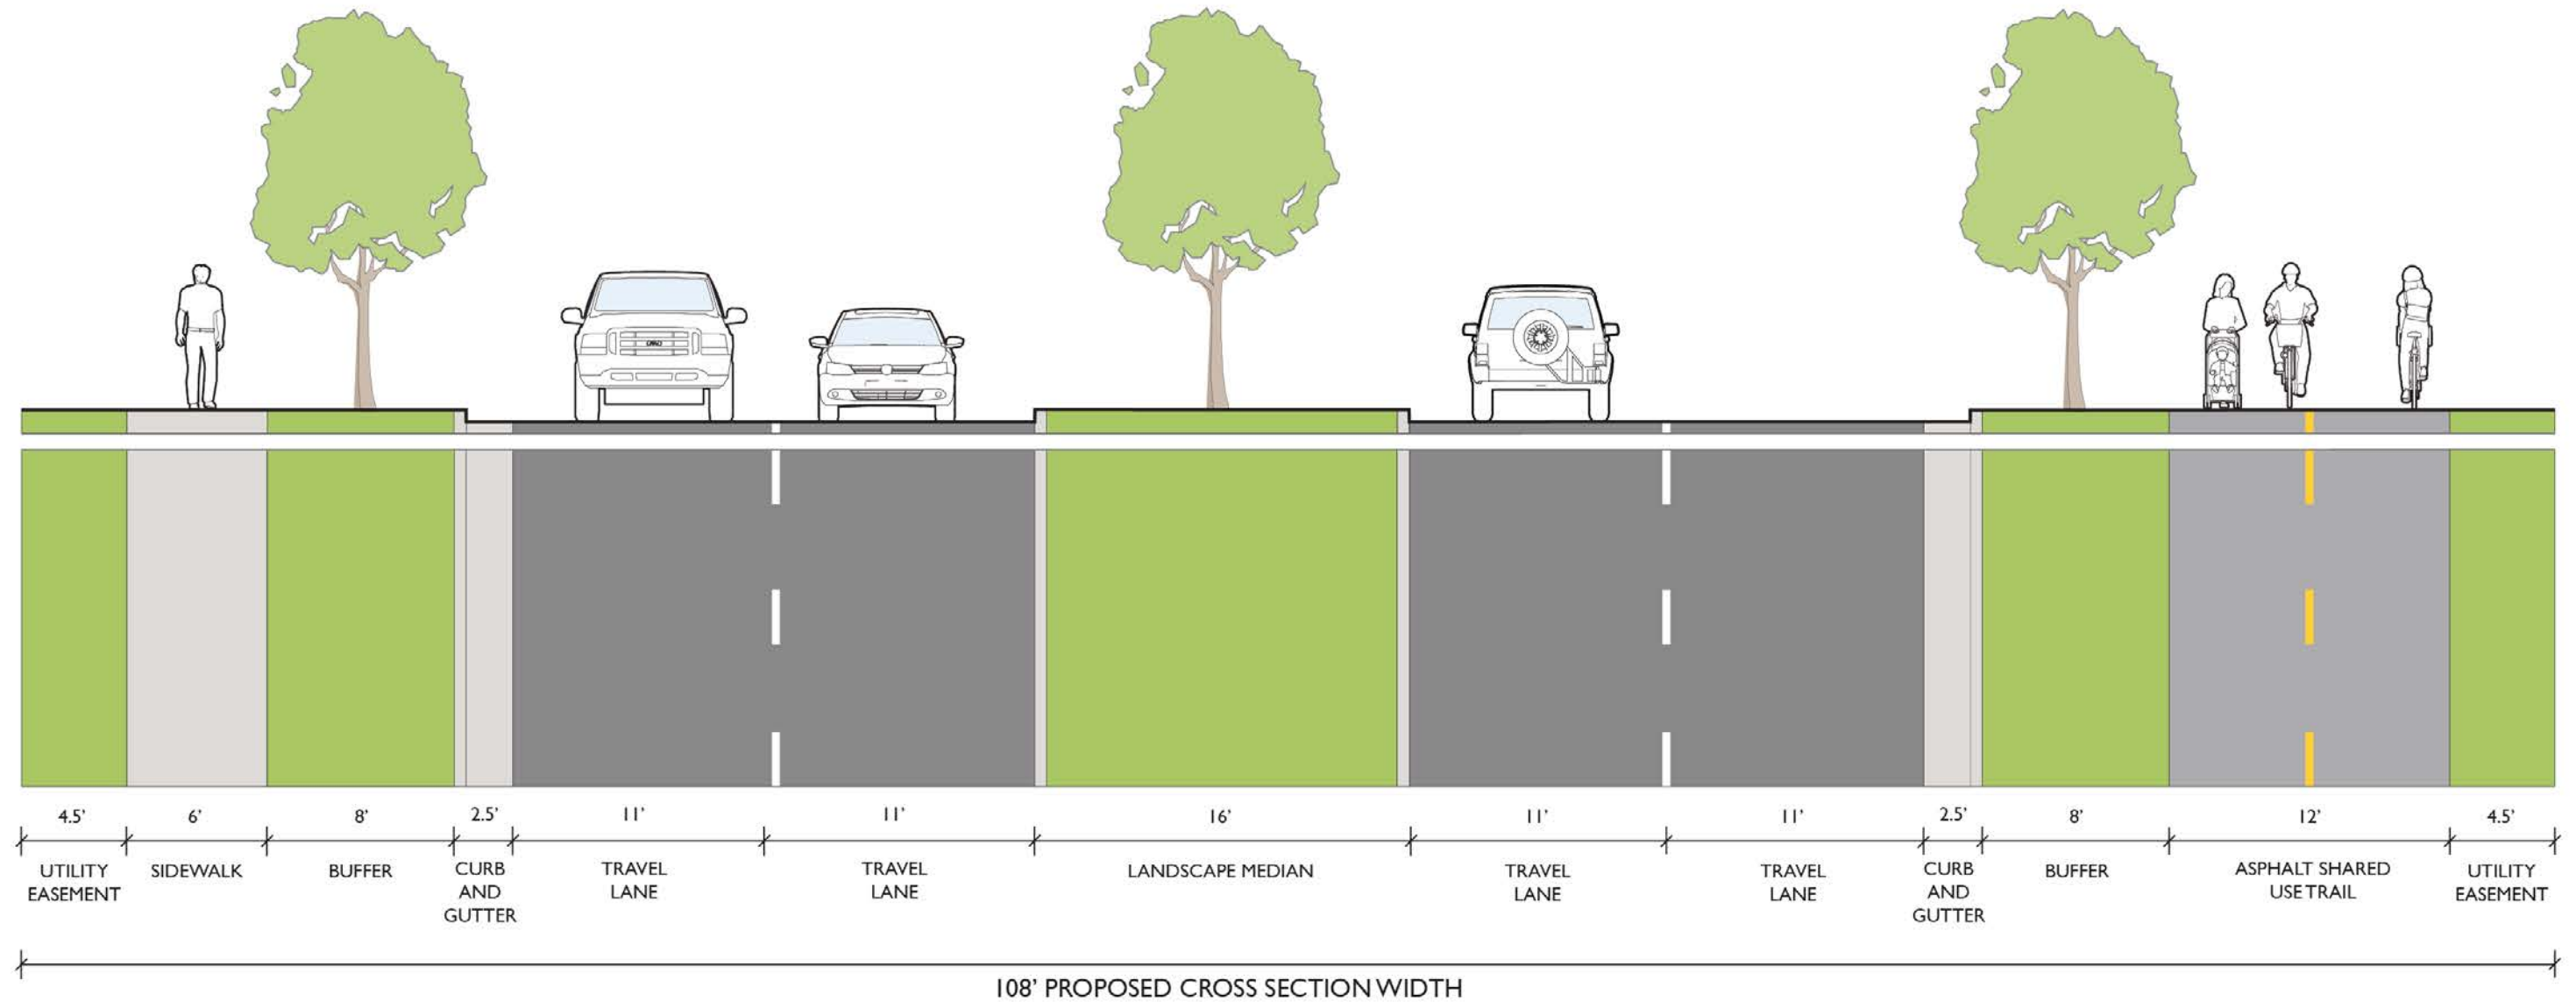 4.5' 6' 8' 2.5' 11' 11' 16' 11' 11' 2.5' 8' 12' 4.5'
UTILITY
EASEMENT
SIDEWALK
BUFFER
CURB
AND
GUTTER
TRAVEL
LANE
TRAVEL
LANE
LANDSCAPE MEDIAN
TRAVEL
LANE
TRAVEL
LANE
CURB
AND
GUTTER
BUFFER
ASPHALT SHARED
USE TRAIL
UTILITY
EASEMENT
108' PROPOSED CROSS SECTION WIDTH